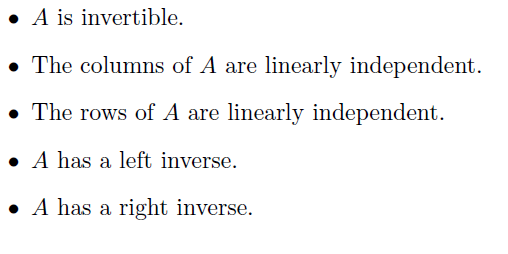 • A is invertible.
• The columns of A are linearly independent.
• The rows of A are linearly independent.
• A has a left inverse.
• A has a right inverse.